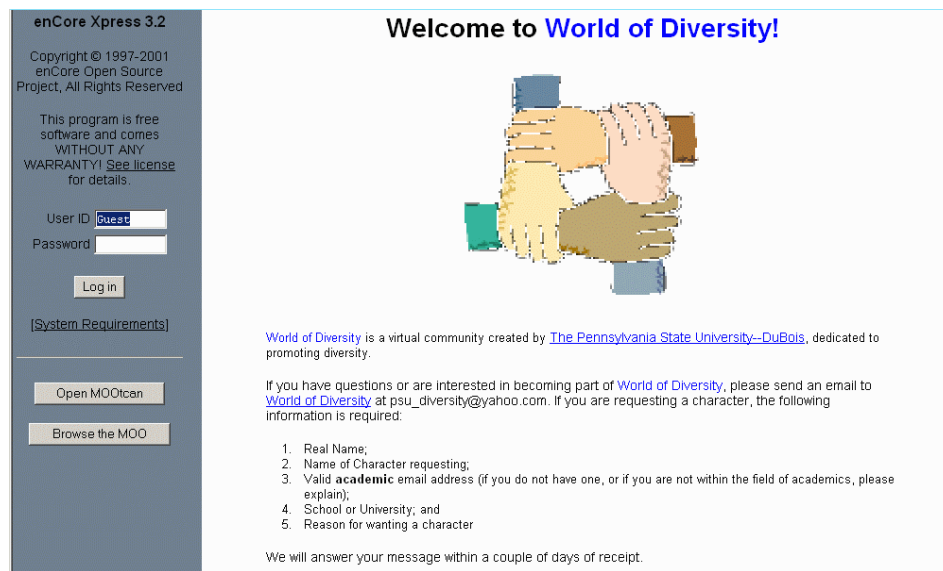 enCore Xpress 3.2
Copyright © 1997-2001
enCore Open Source
Project, All Rights Reserved
This program is free
software and comes
WITHOUT ANY
WARRANTY! See license
for details.
User ID Guest
Password
Log in
[System Requirements]
Open MOOtcan
Browse the MOO
Welcome to World of Diversity!
World of Diversity is a virtual community created by The Pennsylvania State University--DuBois, dedicated to
promoting diversity.
If you have questions or are interested in becoming part of World of Diversity, please send an email to
World of Diversity at psu_diversity@yahoo.com. If you are requesting a character, the following
information is required:
1. Real Name;
2. Name of Character requesting;
3. Valid academic email address (if you do not have one, or if you are not within the field of academics, please
explain);
4. School or University; and
5. Reason for wanting a character
We will answer your message within a couple of days of receipt.